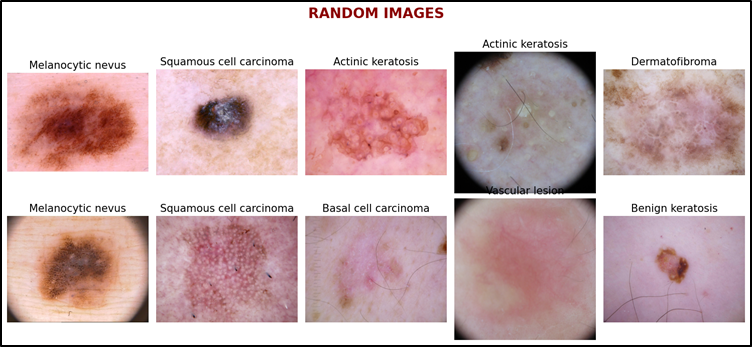 RANDOM IMAGES
Melanocytic nevus
Squamous cell carcinoma
Actinic keratosis
Actinic keratosis
Dermatofibroma
Melanocytic nevus
Squamous cell carcinoma
Basal cell carcinoma
Vascular lesion
Benign keratosis